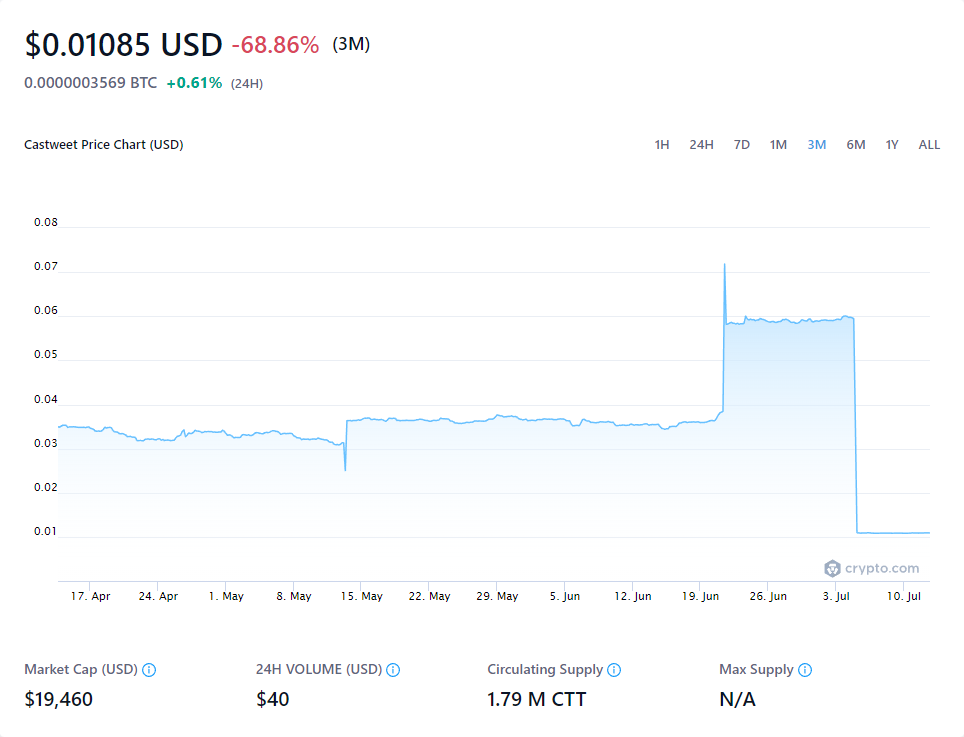 $0.01085 USD -68.86% (3M)
0.0000003569 BTC +0.61% (24H)
Castweet Price Chart (USD) 1H 24H 7D 1M 3M 6M 1Y ALL
0.08
0.07
0.06
0.05
0.04
0.03
0.02
0.01
crypto.com
17. Apr 24. Apr 1. May 8. May 15. May 22. May 29. May 5. Jun 12. Jun 19. Jun 26. Jun 3. Jul 10. Jul
Market Cap (USD) 24H VOLUME (USD) Circulating Supply Max Supply
$19,460 $40 1.79 M CTT N/A